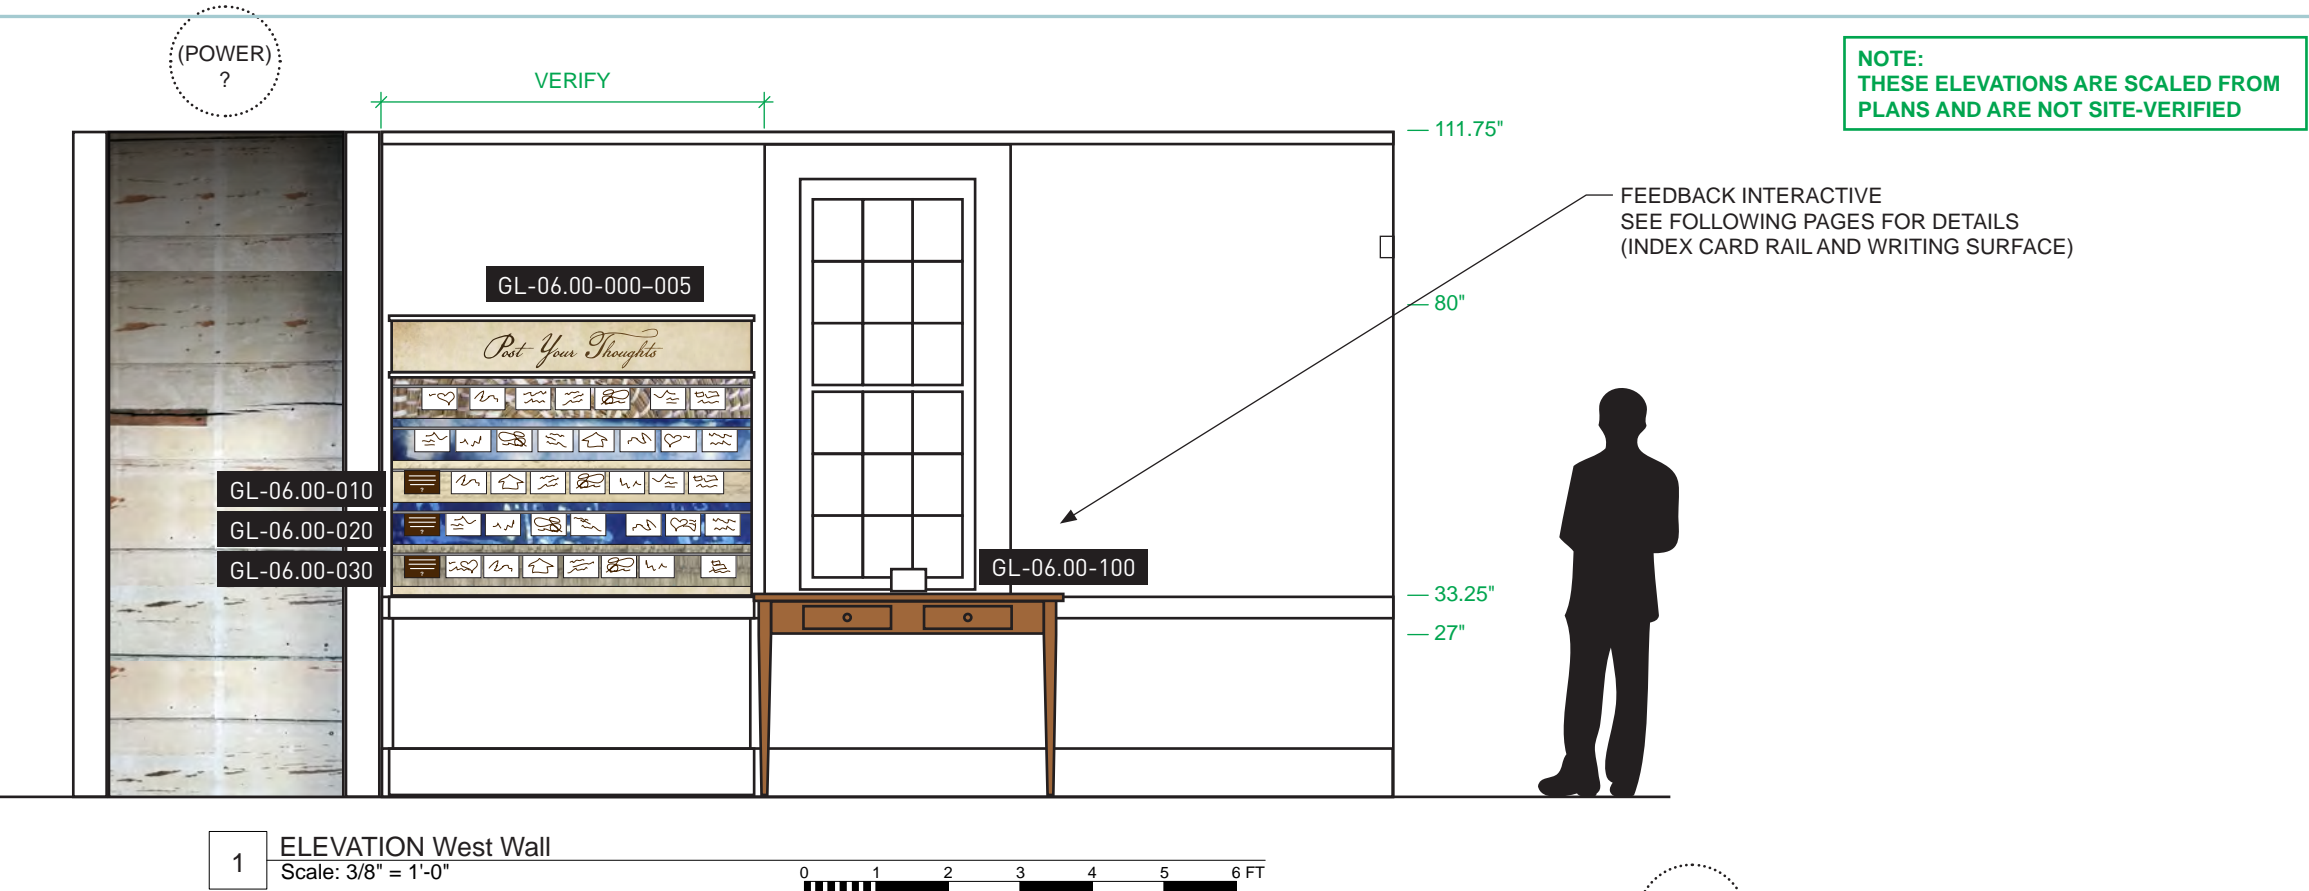 (POWER)
?
VERIFY
NOTE:
THESE ELEVATIONS ARE SCALED FROM
PLANS AND ARE NOT SITE-VERIFIED
111.75"
FEEDBACK INTERACTIVE
SEE FOLLOWING PAGES FOR DETAILS
(INDEX CARD RAIL AND WRITING SURFACE)
GL-06.00-000–005
80"
Post Your Thoughts
GL-06.00-010
GL-06.00-020
GL-06.00-030
GL-06.00-100
33.25"
27"
1
ELEVATION West Wall
Scale: 3/8" = 1'-0"
0 1 2 3 4 5 6 FT